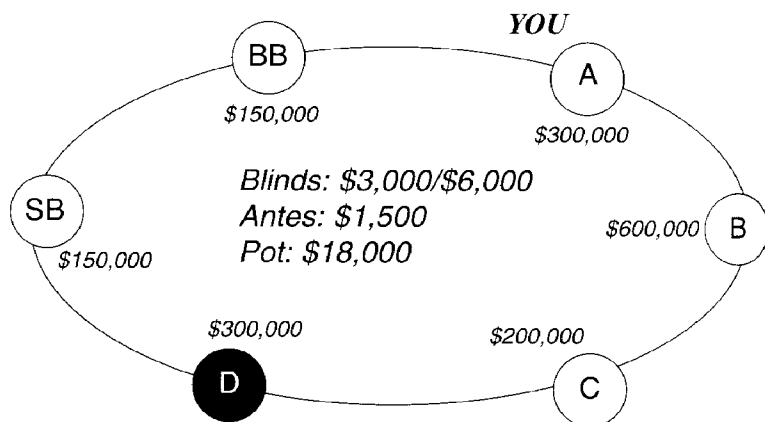 YOU
BB
A
$150,000
$300,000
Blinds: $3,000/$6,000
SB
Antes: $1,500
$600,000
B
Pot: $18,000
$150,000
$300,000
$200,000
D
C